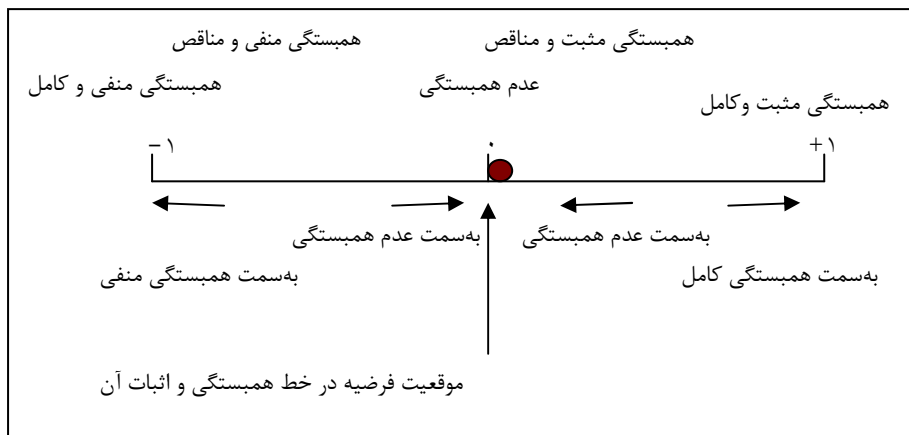 همبستگی مثبت و مناقص
همبستگی منفی و مناقص
عدم همبستگی
همبستگی منفی و کامل
همبستگی مثبت وکامل
+۱
۰
-۱
به‌سمت عدم همبستگی
به‌سمت عدم همبستگی
به‌سمت همبستگی کامل
به‌سمت همبستگی منفی
موقعیت فرضیه در خط همبستگی و اثبات آن